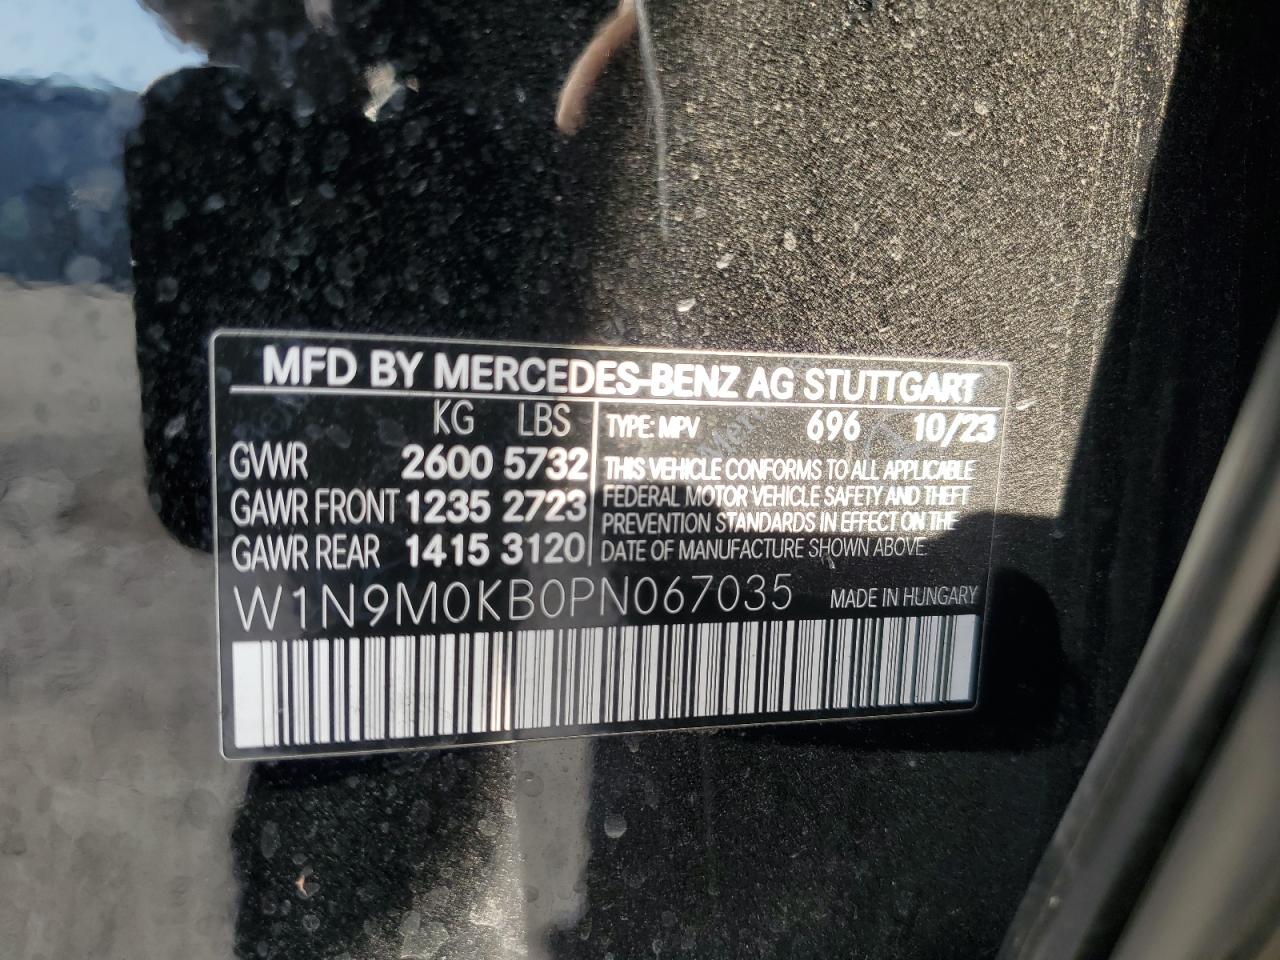 MFD BY MERCEDES-BENZ AG STUTTGART
KG LBS
GVWR 2600 5732
GAWR FRONT 1235 2723
GAWR REAR 1415 3120
TYPE: MPV 696 10/23
THIS VEHICLE CONFORMS TO ALL APPLICABLE
FEDERAL MOTOR VEHICLE SAFETY AND THEFT
PREVENTION STANDARDS IN EFFECT ON THE
DATE OF MANUFACTURE SHOWN ABOVE.
W1N9M0KB0PN067035 MADE IN HUNGARY